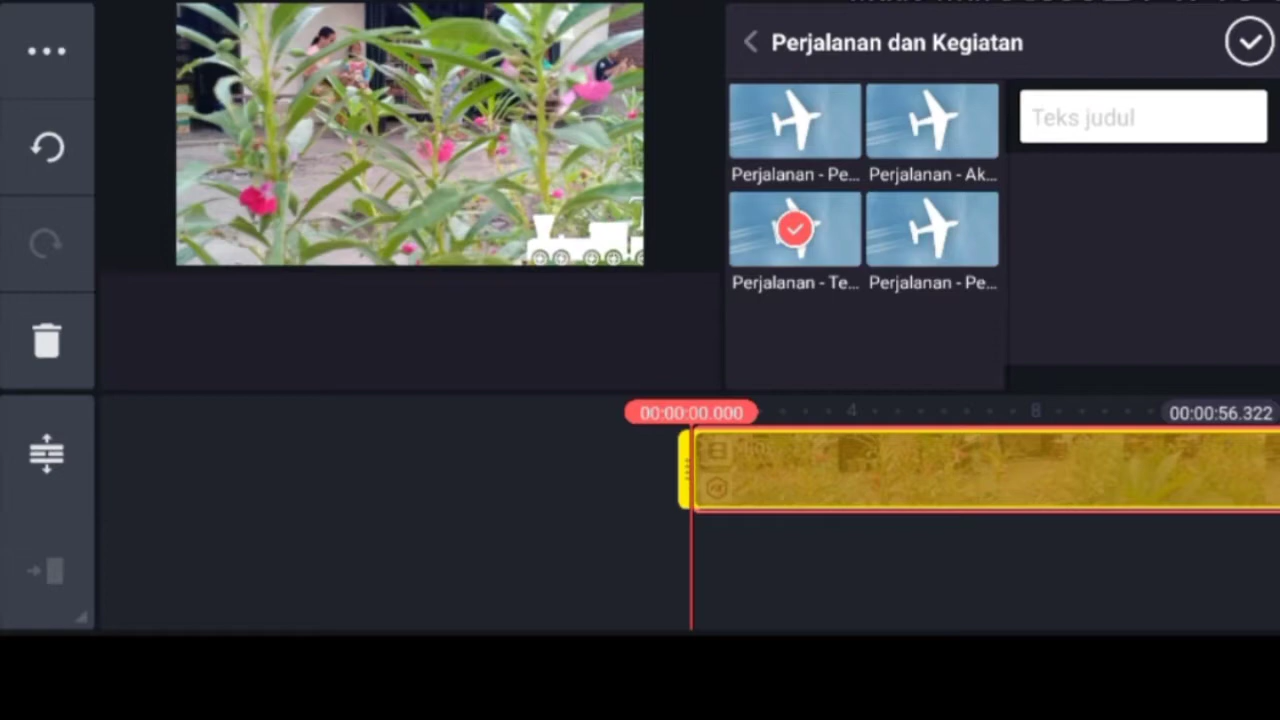 Perjalanan dan Kegiatan
Teks judul
Perjalanan - Pe...
Perjalanan - Ak...
Perjalanan - Te...
Perjalanan - Pe...
00:00:00.000
4
8
00:00:56.322